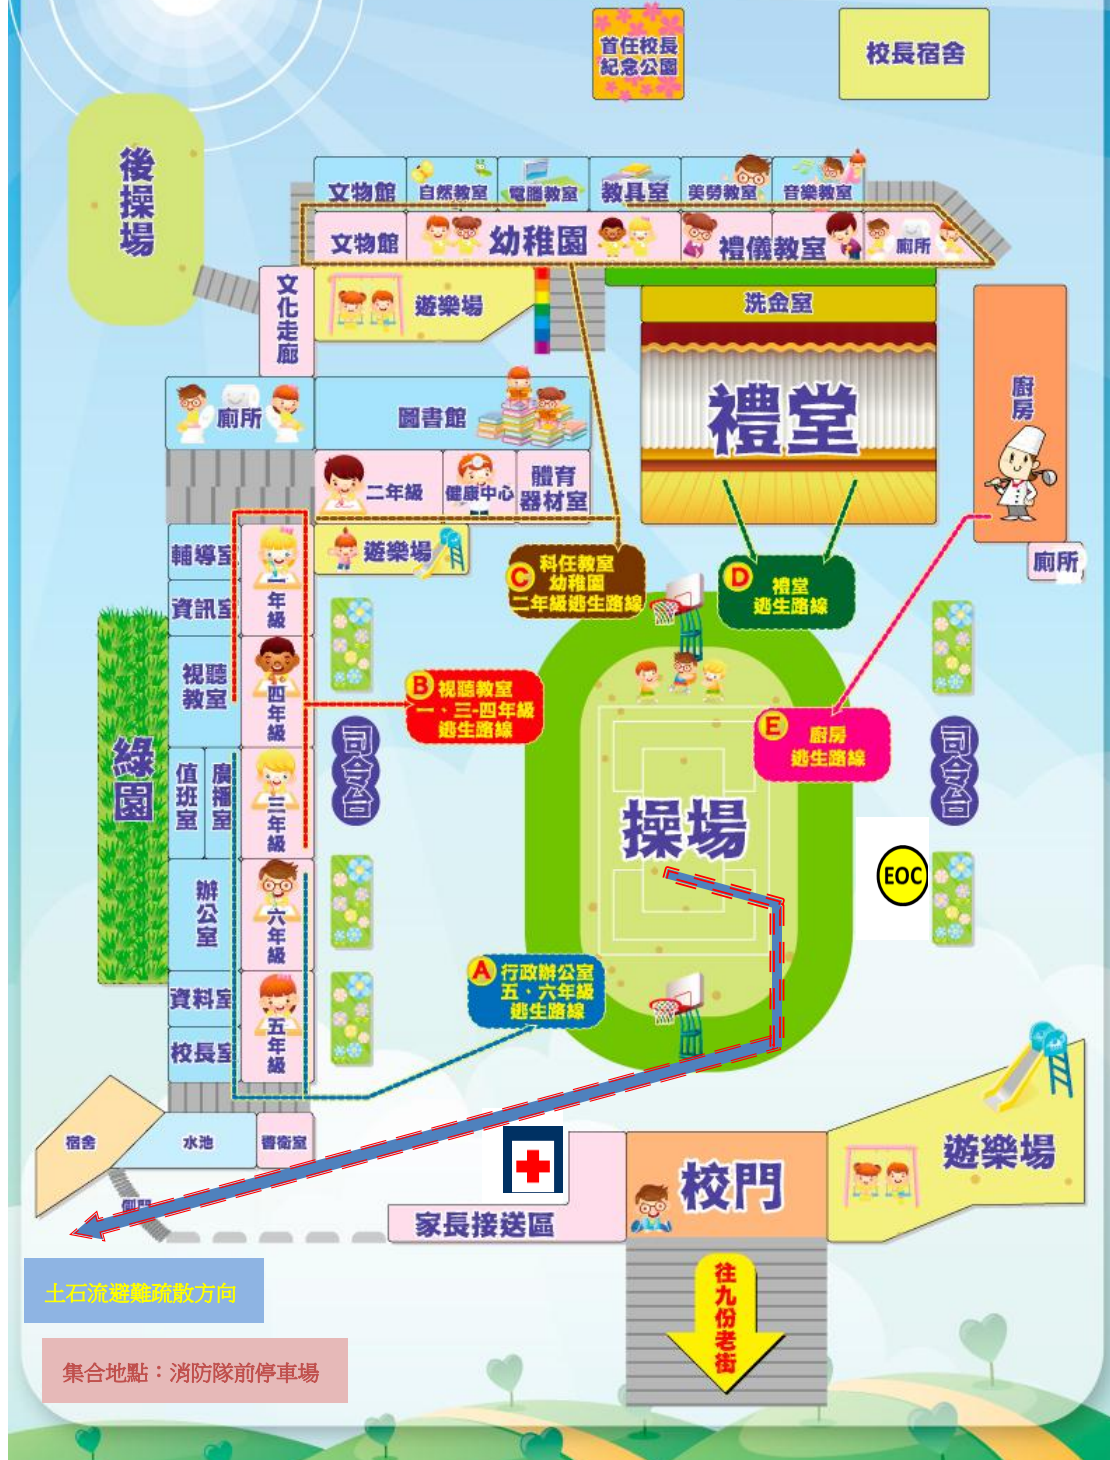 首任校長
紀念公園
校長宿舍
後操場
文物館
自然教室
電腦教室
教具室
美勞教室
音樂教室
文物館
幼稚園
禮儀教室
廁所
文化走廊
遊樂場
洗金室
禮堂
廚房
廁所
廁所
圖書館
二年級
健康中心
體育
器材室
輔導室
一年級
遊樂場
資訊室
C
科任教室
幼稚園
二年級逃生路線
D
禮堂
逃生路線
視聽
教室
四年級
B
視聽教室
一、三-四年級
逃生路線
E
廚房
逃生路線
綠園
值班室
廣播室
三年級
司令台
司令台
操場
EOC
辦公室
六年級
A
行政辦公室
五、六年級
逃生路線
資料室
五年級
校長室
宿舍
水池
警衛室
側門
家長接送區
校門
遊樂場
往九份老街
土石流避難疏散方向
集合地點：消防隊前停車場